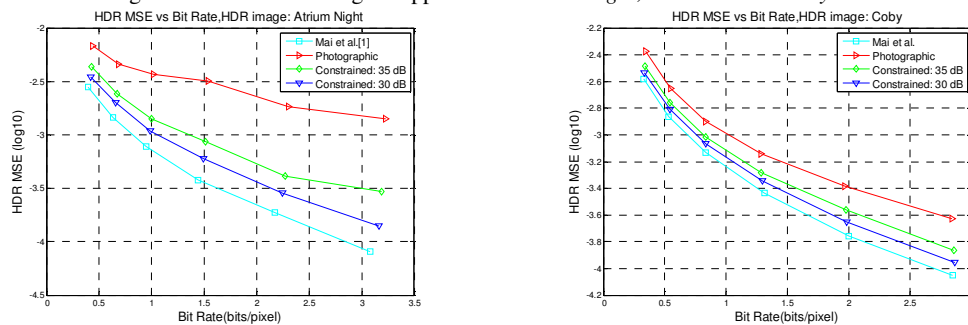 HDR MSE vs Bit Rate,HDR image: Atrium Night
-2
-2.5
-3
-3.5
-4
-4.5
HDR MSE (log10)
Mai et al.[1]
Photographic
Constrained: 35 dB
Constrained: 30 dB
0 0.5 1 1.5 2 2.5 3 3.5
Bit Rate(bits/pixel)
HDR MSE vs Bit Rate,HDR image: Coby
-2.2
-2.4
-2.6
-2.8
-3
-3.2
-3.4
-3.6
-3.8
-4
-4.2
HDR MSE (log10)
Mai et al.
Photographic
Constrained: 35 dB
Constrained: 30 dB
0 0.5 1 1.5 2 2.5
Bit Rate(bits/pixel)